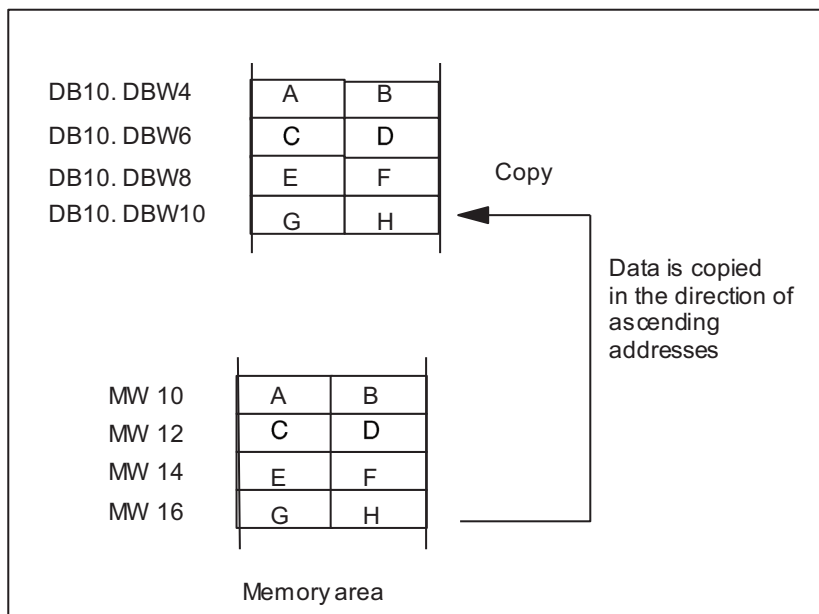 DB10. DBW4 A B
DB10. DBW6 C D
DB10. DBW8 E F
DB10. DBW10 G H
Copy
Data is copied
in the direction of
ascending
addresses
MW 10 A B
MW 12 C D
MW 14 E F
MW 16 G H
Memory area